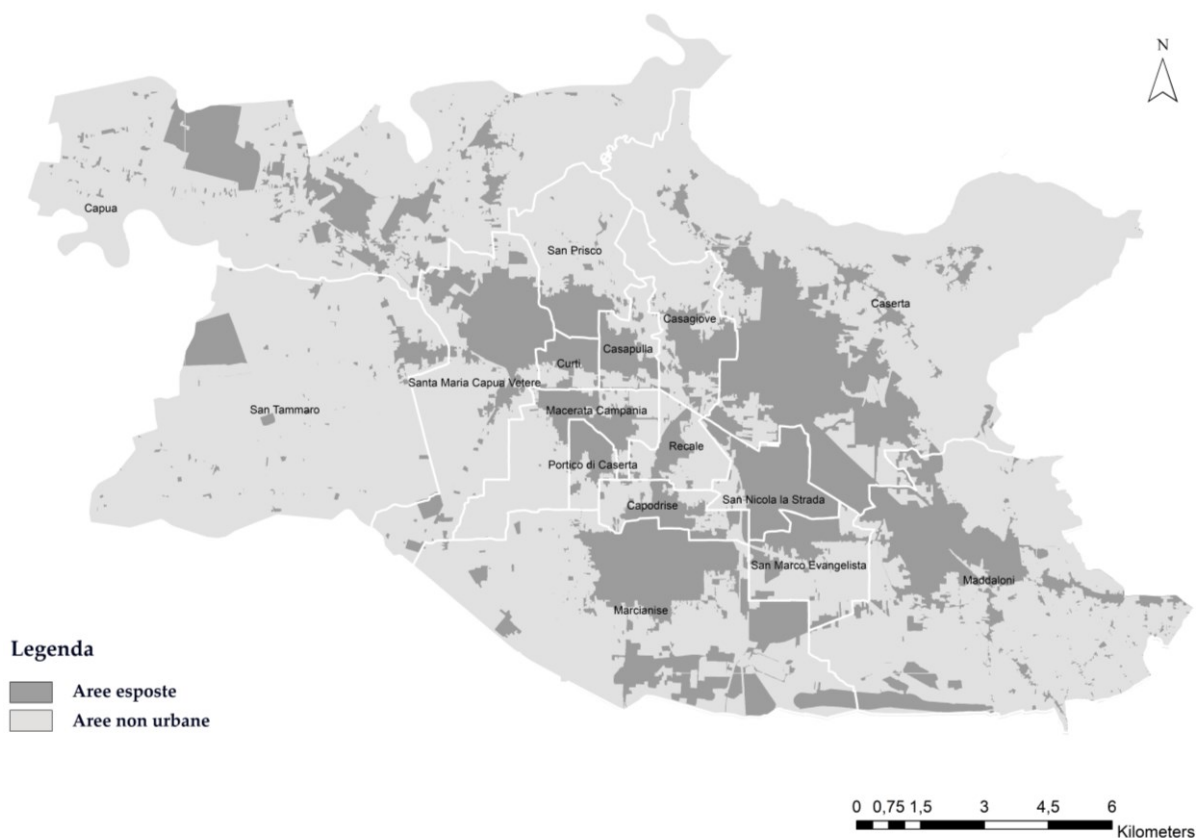 N
Capua
San Prisco
Caserta
Casagiove
Casapulla
Curti
Santa Maria Capua Vetere
San Tammaro
Macerata Campania
Recale
Portico di Caserta
San Nicola la Strada
Capodrise
San Marco Evangelista
Maddaloni
Marcianise
Legenda
Aree esposte
Aree non urbane
0 0,75 1,5 3 4,5 6
Kilometers